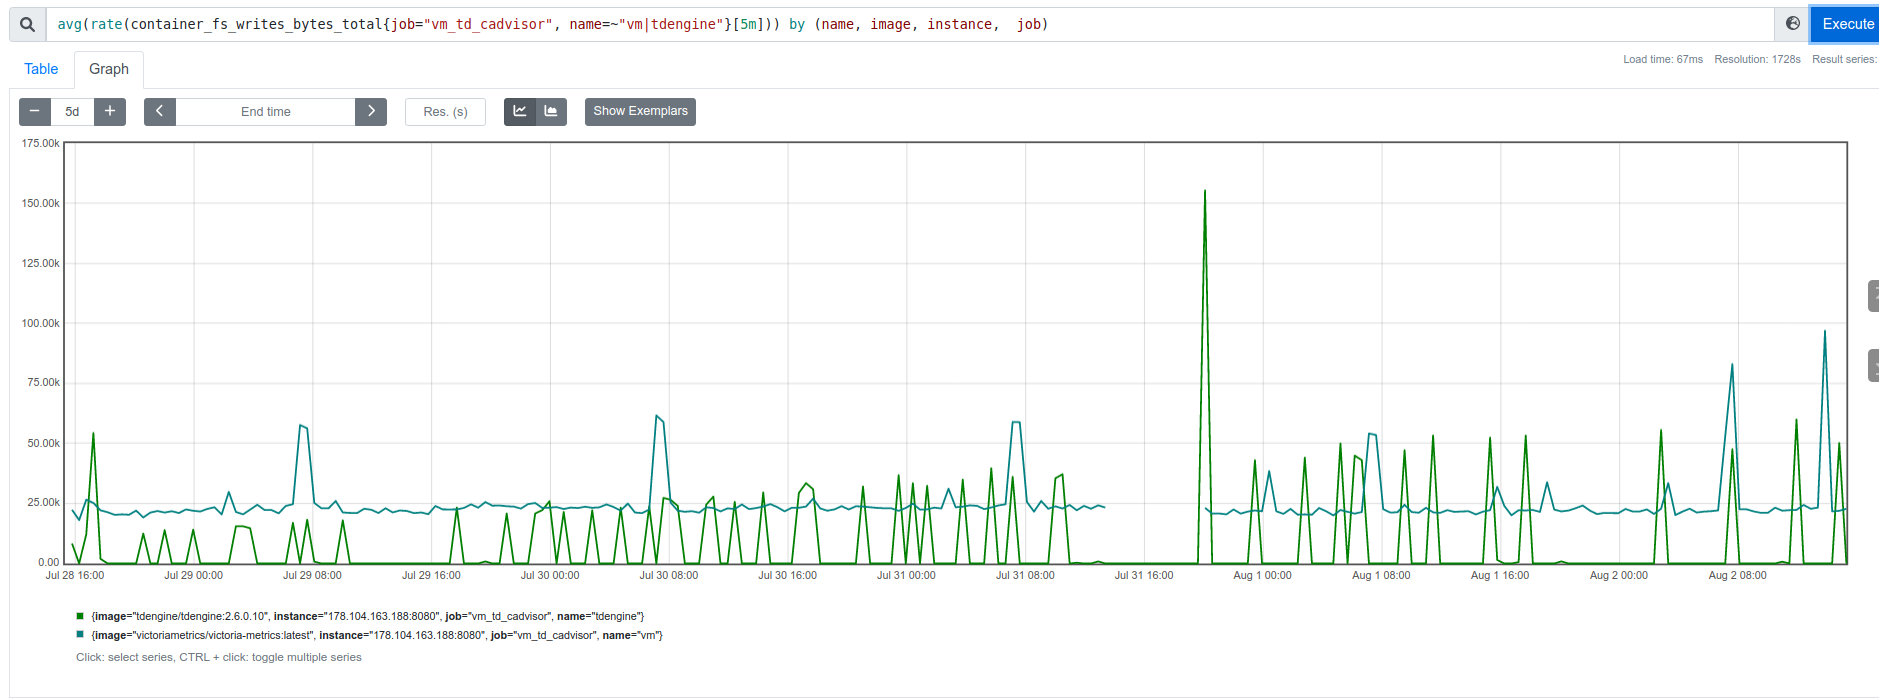 avg(rate(container_fs_writes_bytes_total{job="vm_td_cadvisor", name=~"vm|tdengine"}[5m])) by (name, image, instance,  job)
Execute
Load time: 67ms Resolution: 1728s Result series:
Table
Graph
− 5d +
End time
Res. (s)
Show Exemplars
175.00k
150.00k
125.00k
100.00k
75.00k
50.00k
25.00k
0.00
Jul 28 16:00 Jul 29 00:00 Jul 29 08:00 Jul 29 16:00 Jul 30 00:00 Jul 30 08:00 Jul 30 16:00 Jul 31 00:00 Jul 31 08:00 Jul 31 16:00 Aug 1 00:00 Aug 1 08:00 Aug 1 16:00 Aug 2 00:00 Aug 2 08:00
{image="tdengine/tdengine:2.6.0.10", instance="178.104.163.188:8080", job="vm_td_cadvisor", name="tdengine"}
{image="victoriametrics/victoria-metrics:latest", instance="178.104.163.188:8080", job="vm_td_cadvisor", name="vm"}
Click: select series, CTRL + click: toggle multiple series